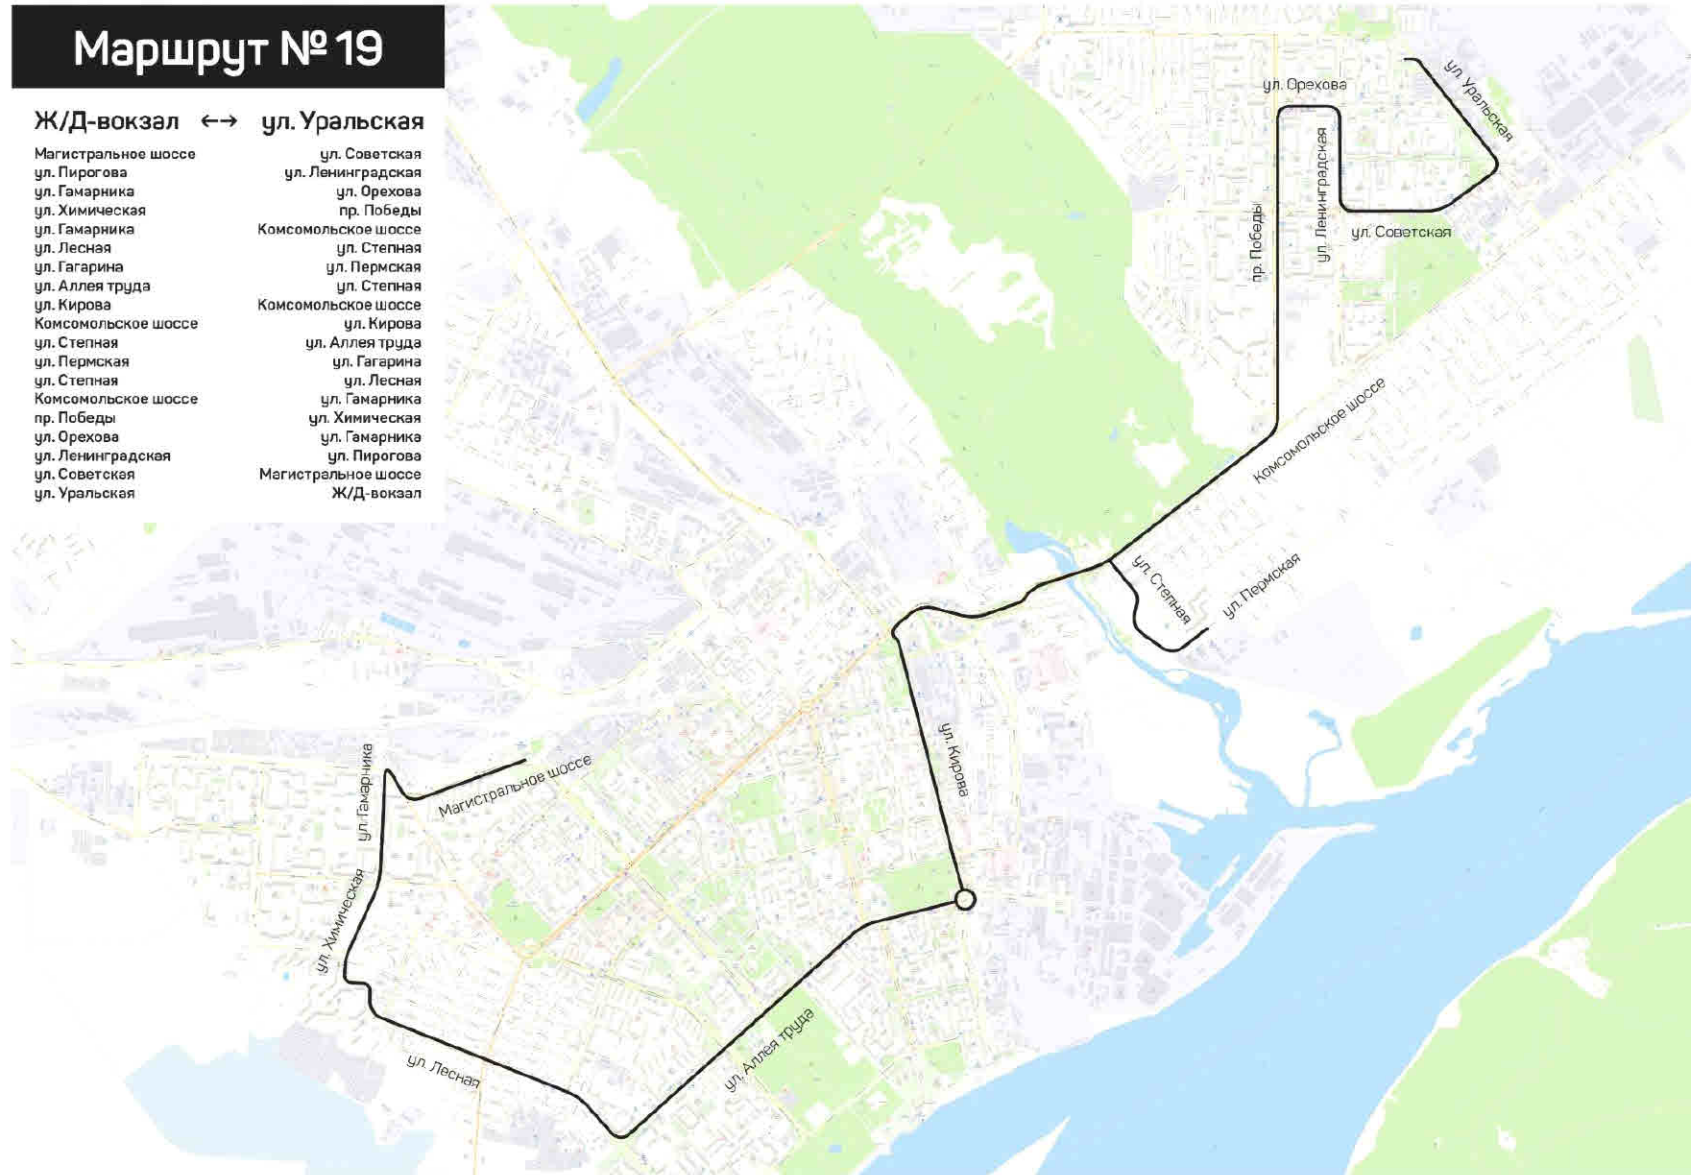 Маршрут № 19
Ж/Д-вокзал ↔ ул. Уральская
Магистральное шоссе
ул. Пирогова
ул. Гамарника
ул. Химическая
ул. Гамарника
ул. Лесная
ул. Гагарина
ул. Аллея труда
ул. Кирова
Комсомольское шоссе
ул. Степная
ул. Пермская
ул. Степная
Комсомольское шоссе
пр. Победы
ул. Орехова
ул. Ленинградская
ул. Советская
ул. Уральская
ул. Советская
ул. Ленинградская
ул. Орехова
пр. Победы
Комсомольское шоссе
ул. Степная
ул. Пермская
ул. Степная
Комсомольское шоссе
ул. Кирова
ул. Аллея труда
ул. Гагарина
ул. Лесная
ул. Гамарника
ул. Химическая
ул. Гамарника
ул. Пирогова
Магистральное шоссе
Ж/Д-вокзал
ул. Уральская
ул. Орехова
ул. Ленинградская
пр. Победы
ул. Советская
Комсомольское шоссе
ул. Степная
ул. Пермская
ул. Кирова
ул. Гамарника
Магистральное шоссе
ул. Химическая
ул. Лесная
ул. Аллея труда